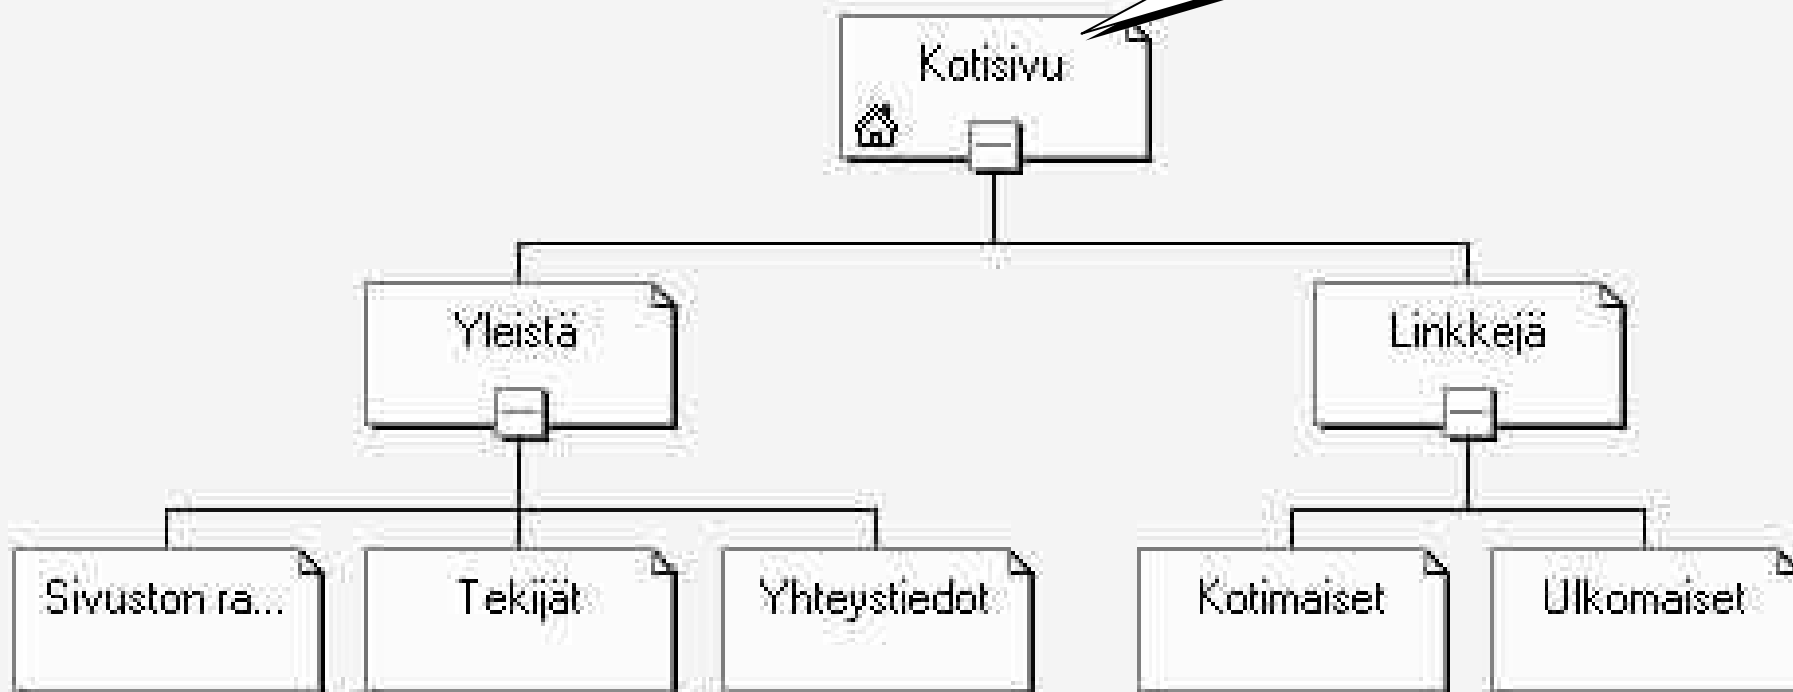 Kotisivu
Yleistä
Linkkejä
Sivuston ra...
Tekijät
Yhteystiedot
Kotimaiset
Ulkomaiset